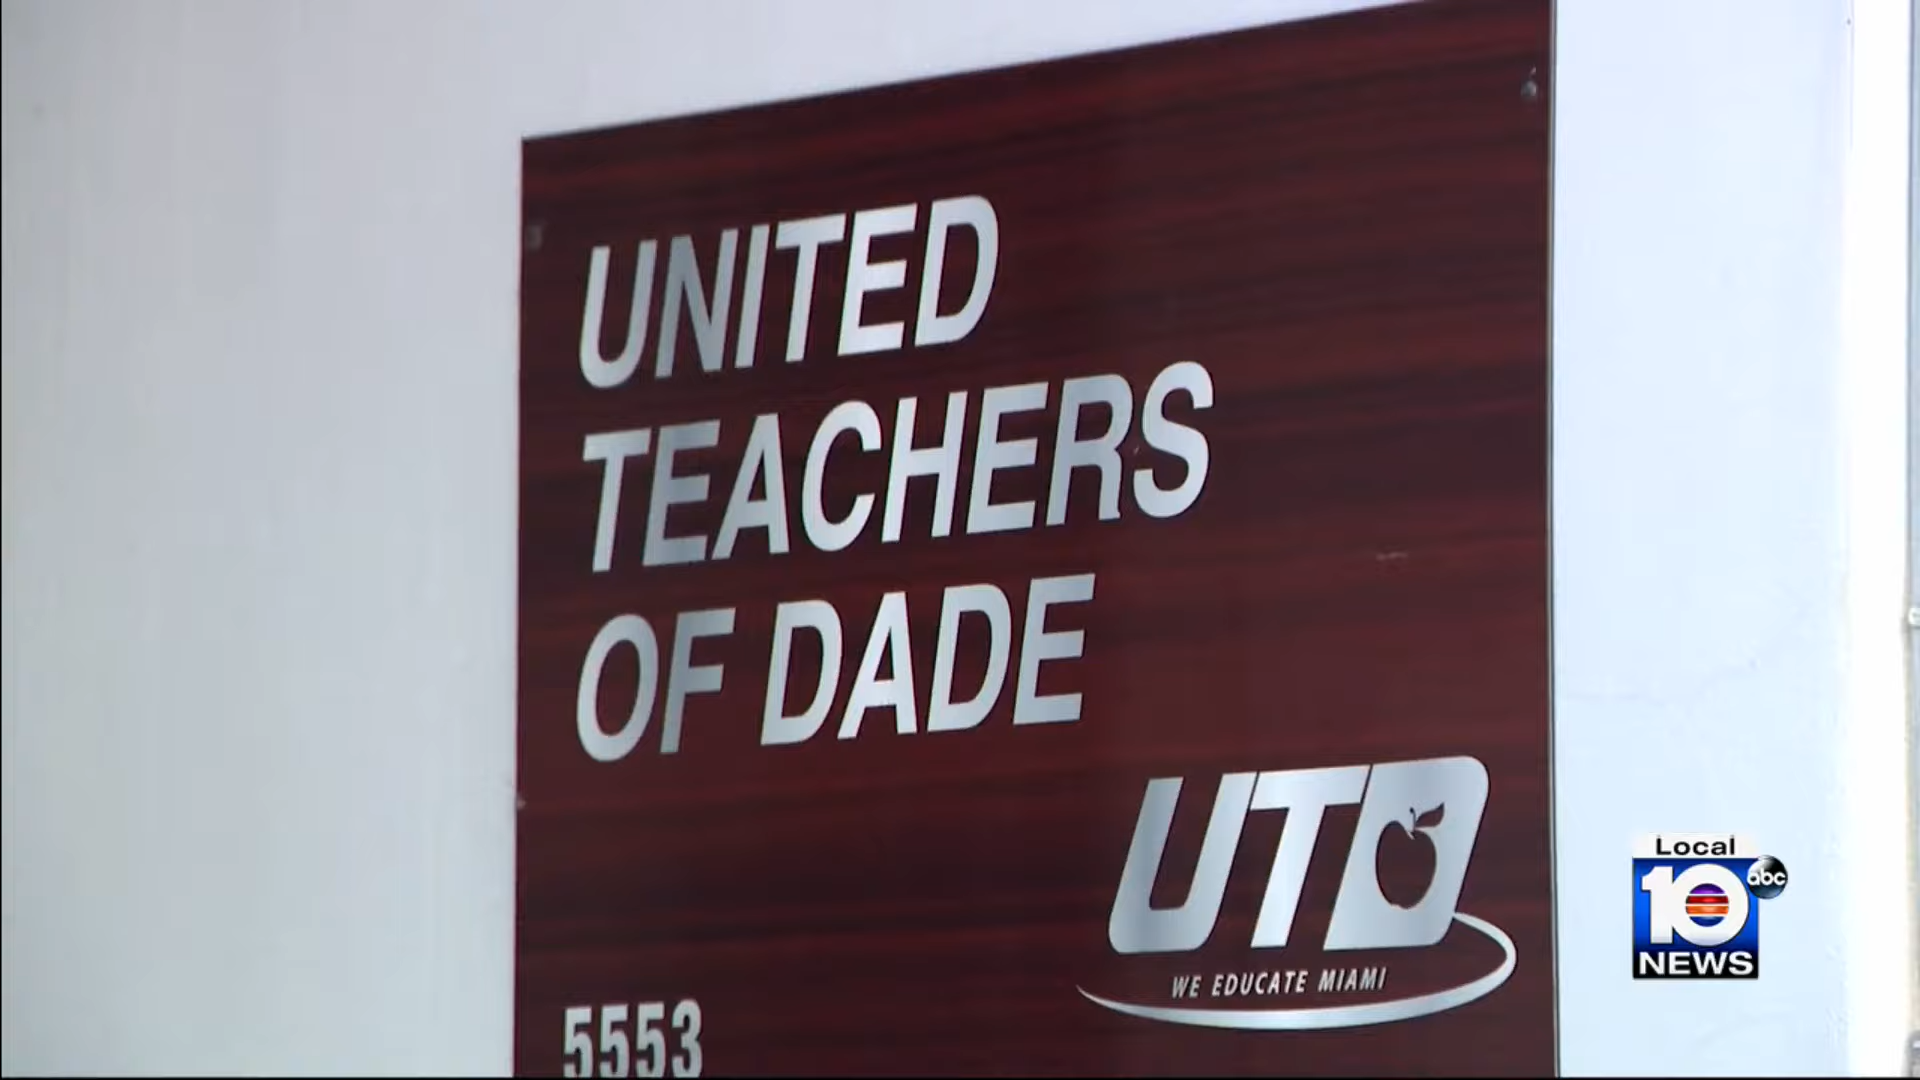 UNITED
TEACHERS
OF DADE
UTD
WE EDUCATE MIAMI
5553
Local
10
abc
NEWS